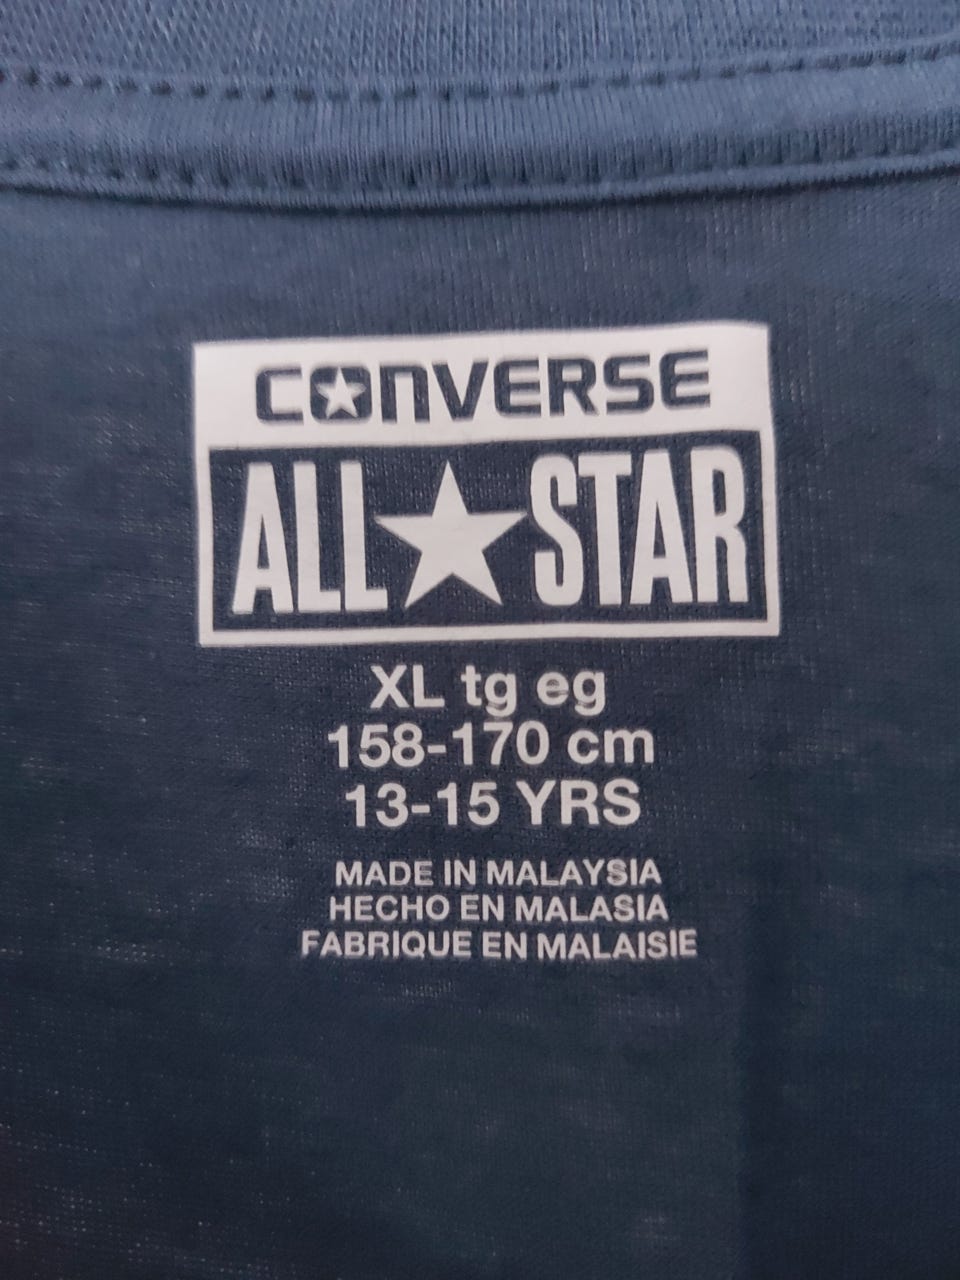 CONVERSE
ALL STAR
XL tg eg
158-170 cm
13-15 YRS
MADE IN MALAYSIA
HECHO EN MALASIA
FABRIQUE EN MALAISIE